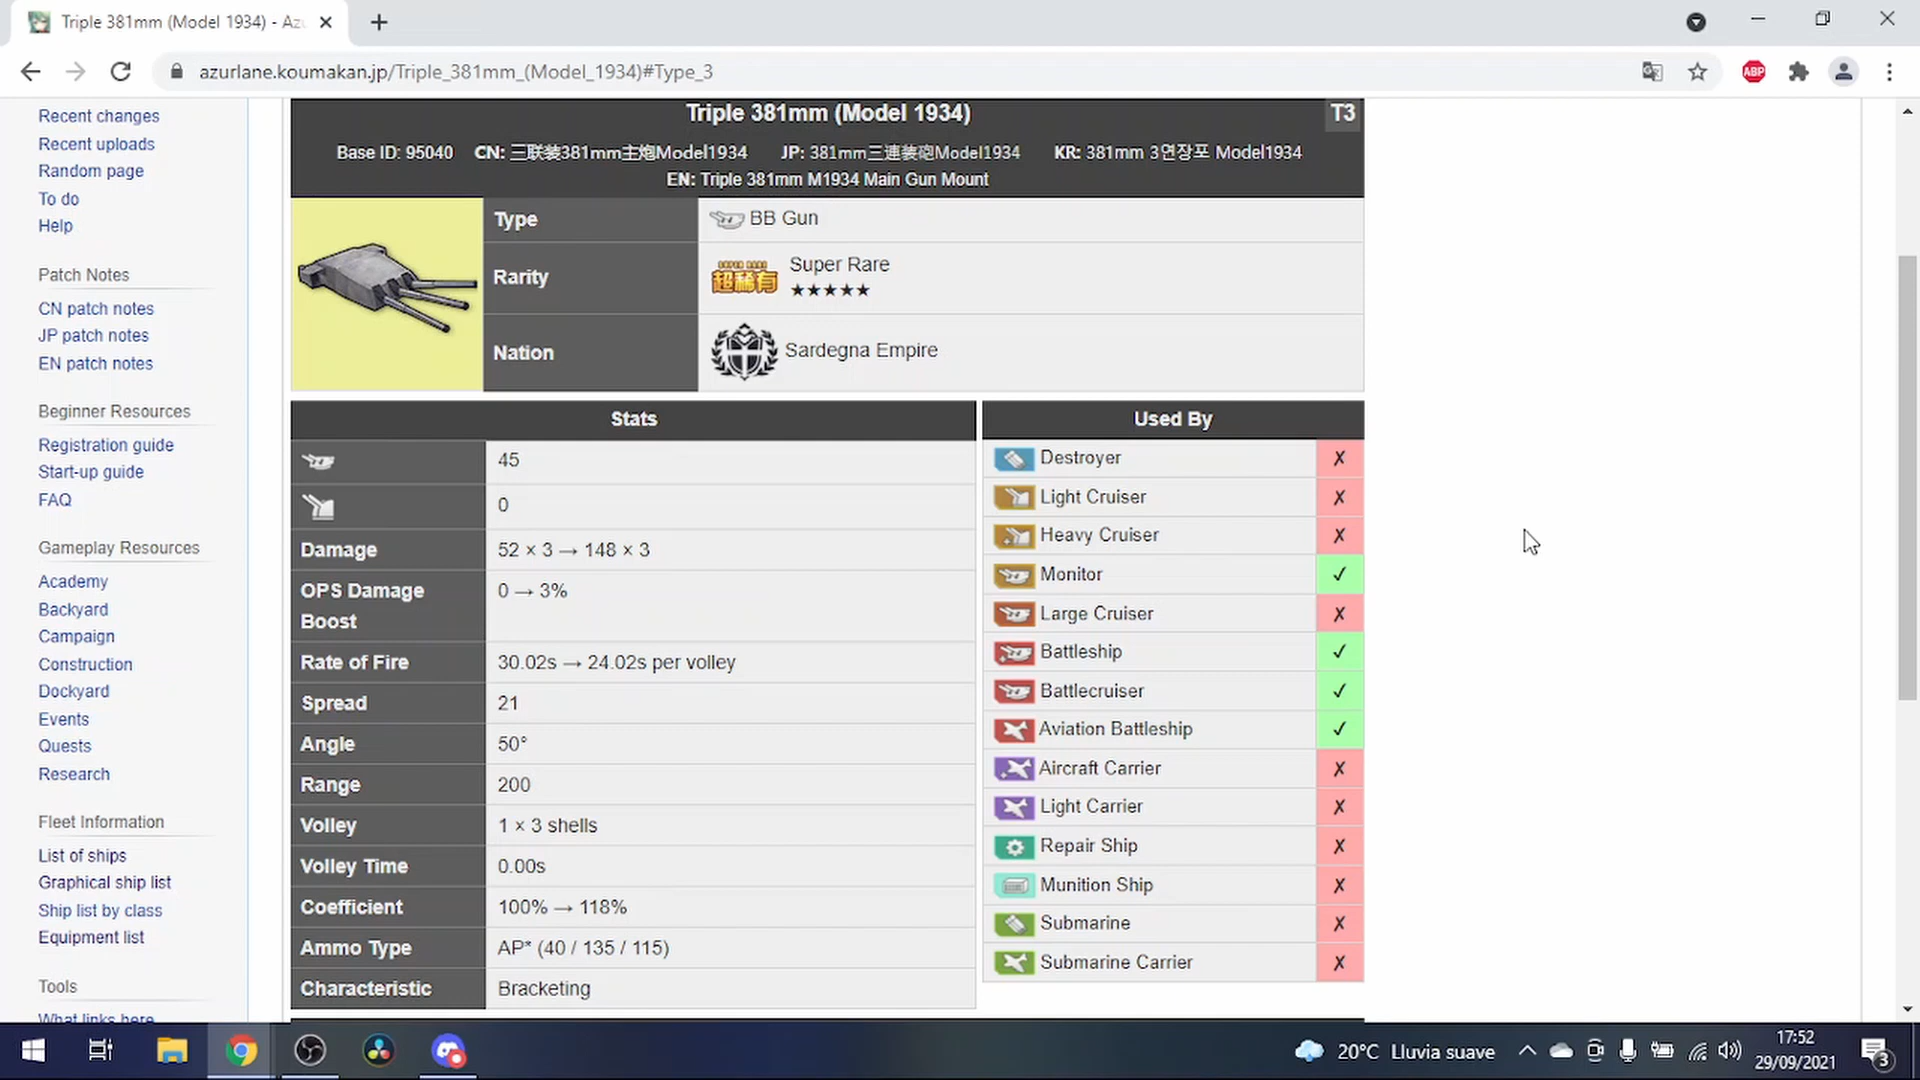 Triple 381mm (Model 1934) - Azu
azurlane.koumakan.jp/Triple_381mm_(Model_1934)#Type_3
ABP
Recent changes
Recent uploads
Random page
To do
Help
Patch Notes
CN patch notes
JP patch notes
EN patch notes
Beginner Resources
Registration guide
Start-up guide
FAQ
Gameplay Resources
Academy
Backyard
Campaign
Construction
Dockyard
Events
Quests
Research
Fleet Information
List of ships
Graphical ship list
Ship list by class
Equipment list
Tools
What links here
Triple 381mm (Model 1934) T3
Base ID: 95040 CN: 三联装381mm主炮Model1934 JP: 381mm三連装砲Model1934 KR: 381mm 3연장포 Model1934
EN: Triple 381mm M1934 Main Gun Mount
Type BB Gun
Rarity 超稀有 Super Rare
★★★★★
Nation Sardegna Empire
Stats
45
0
Damage 52 × 3 → 148 × 3
OPS Damage Boost 0 → 3%
Rate of Fire 30.02s → 24.02s per volley
Spread 21
Angle 50°
Range 200
Volley 1 × 3 shells
Volley Time 0.00s
Coefficient 100% → 118%
Ammo Type AP* (40 / 135 / 115)
Characteristic Bracketing
Used By
Destroyer ✗
Light Cruiser ✗
Heavy Cruiser ✗
Monitor ✓
Large Cruiser ✗
Battleship ✓
Battlecruiser ✓
Aviation Battleship ✓
Aircraft Carrier ✗
Light Carrier ✗
Repair Ship ✗
Munition Ship ✗
Submarine ✗
Submarine Carrier ✗
20°C Lluvia suave
17:52
29/09/2021
3